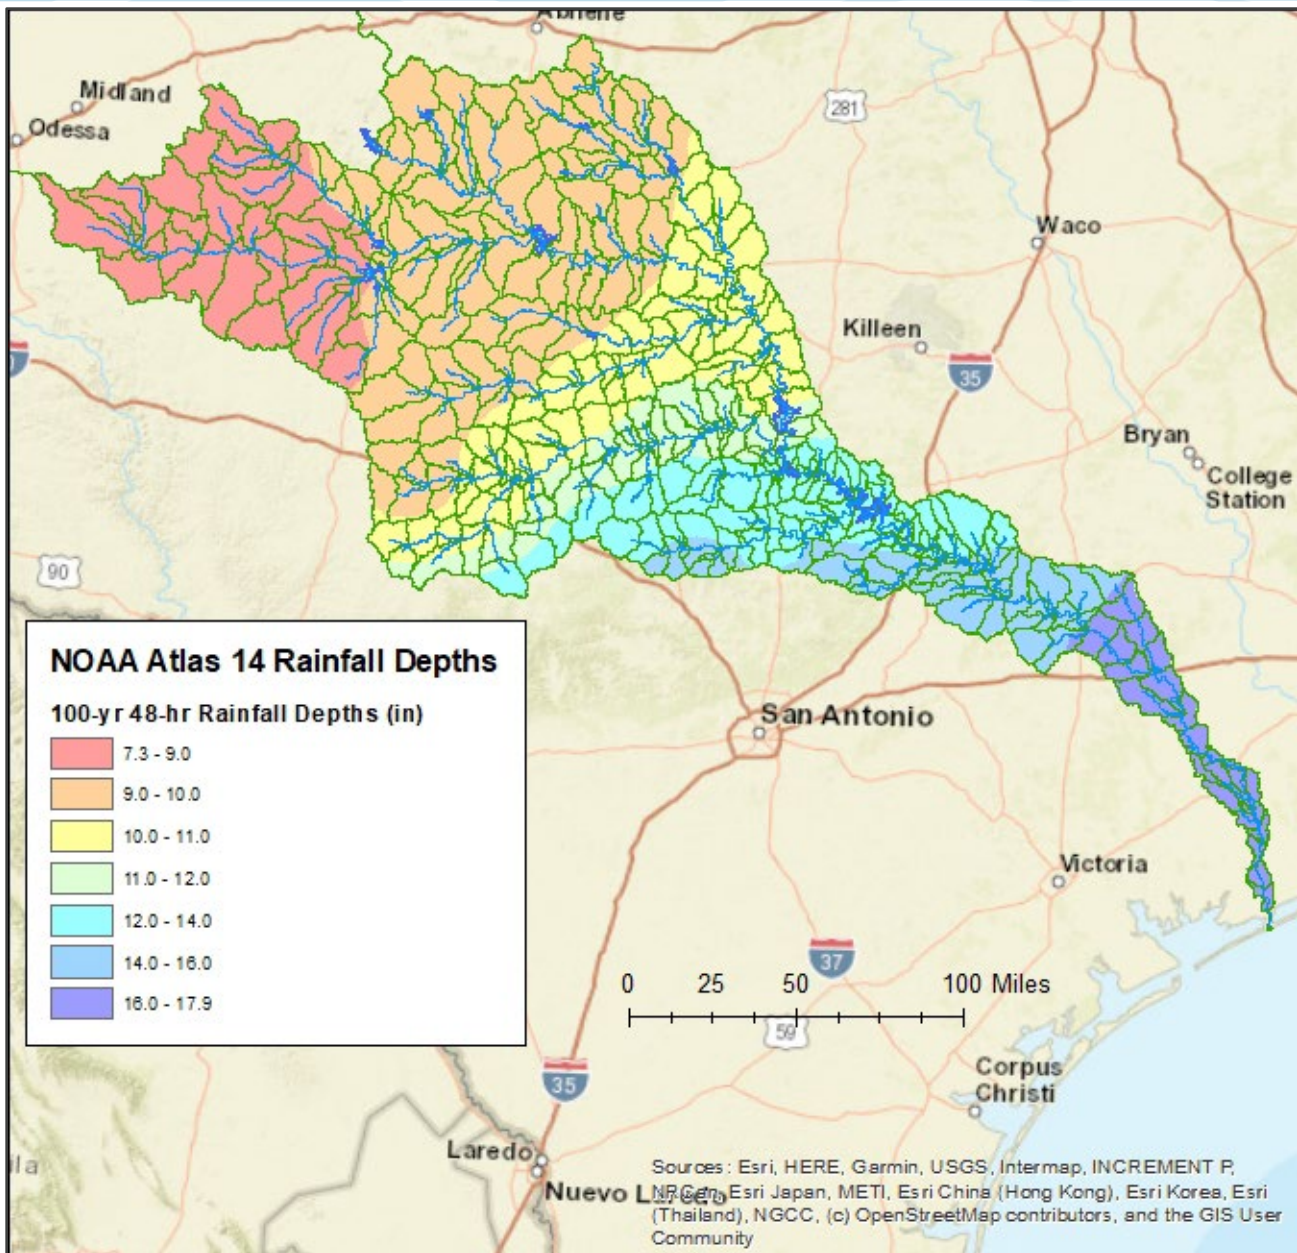 Abilene
Midland
Odessa
281
Waco
Killeen
35
Bryan
College
Station
90
NOAA Atlas 14 Rainfall Depths
100-yr 48-hr Rainfall Depths (in)
7.3 - 9.0
9.0 - 10.0
10.0 - 11.0
11.0 - 12.0
12.0 - 14.0
14.0 - 16.0
16.0 - 17.9
San Antonio
Victoria
37
0 25 50 100 Miles
59
35
Corpus
Christi
Laredo
Nuevo Laredo
Sources: Esri, HERE, Garmin, USGS, Intermap, INCREMENT P,
NRCan, Esri Japan, METI, Esri China (Hong Kong), Esri Korea, Esri
(Thailand), NGCC, (c) OpenStreetMap contributors, and the GIS User
Community